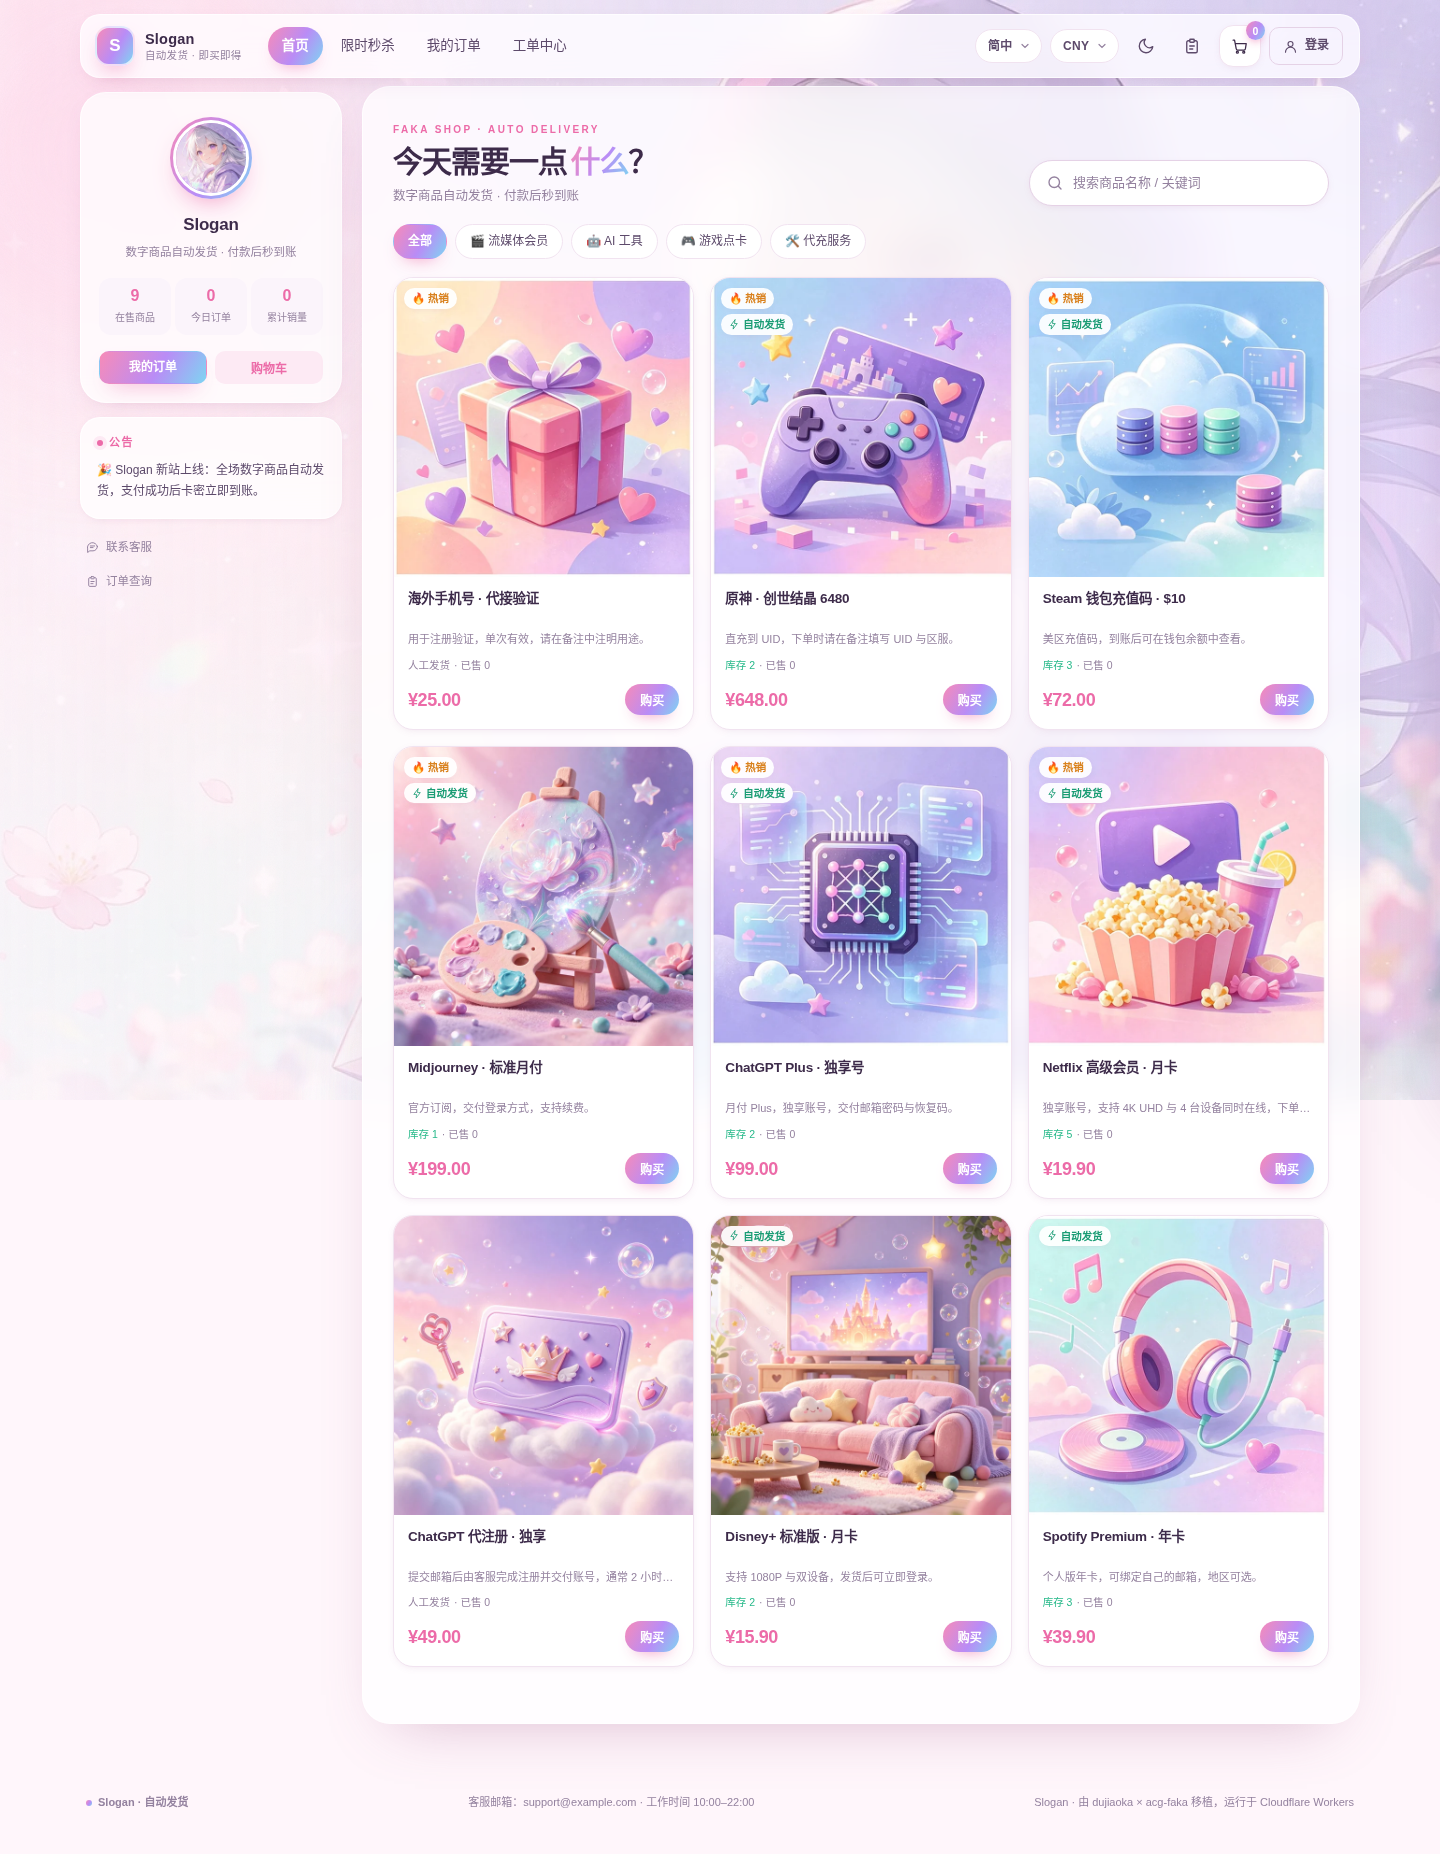 S
Slogan
自动发货 · 即买即得
首页
限时秒杀
我的订单
工单中心
简中
CNY
0
登录
Slogan
数字商品自动发货 · 付款后秒到账
9
在售商品
0
今日订单
0
累计销量
我的订单
购物车
公告
🎉 Slogan 新站上线：全场数字商品自动发
货，支付成功后卡密立即到账。
联系客服
订单查询
FAKA SHOP · AUTO DELIVERY
今天需要一点什么？
数字商品自动发货 · 付款后秒到账
搜索商品名称 / 关键词
全部
🎬 流媒体会员
🤖 AI 工具
🎮 游戏点卡
🛠️ 代充服务
🔥 热销
海外手机号 · 代接验证
用于注册验证，单次有效，请在备注中注明用途。
人工发货 · 已售 0
¥25.00
购买
🔥 热销
自动发货
原神 · 创世结晶 6480
直充到 UID，下单时请在备注填写 UID 与区服。
库存 2 · 已售 0
¥648.00
购买
🔥 热销
自动发货
Steam 钱包充值码 · $10
美区充值码，到账后可在钱包余额中查看。
库存 3 · 已售 0
¥72.00
购买
🔥 热销
自动发货
Midjourney · 标准月付
官方订阅，交付登录方式，支持续费。
库存 1 · 已售 0
¥199.00
购买
🔥 热销
自动发货
ChatGPT Plus · 独享号
月付 Plus，独享账号，交付邮箱密码与恢复码。
库存 2 · 已售 0
¥99.00
购买
🔥 热销
自动发货
Netflix 高级会员 · 月卡
独享账号，支持 4K UHD 与 4 台设备同时在线，下单…
库存 5 · 已售 0
¥19.90
购买
ChatGPT 代注册 · 独享
提交邮箱后由客服完成注册并交付账号，通常 2 小时…
人工发货 · 已售 0
¥49.00
购买
自动发货
Disney+ 标准版 · 月卡
支持 1080P 与双设备，发货后可立即登录。
库存 2 · 已售 0
¥15.90
购买
自动发货
Spotify Premium · 年卡
个人版年卡，可绑定自己的邮箱，地区可选。
库存 3 · 已售 0
¥39.90
购买
Slogan · 自动发货
客服邮箱：support@example.com · 工作时间 10:00–22:00
Slogan · 由 dujiaoka × acg-faka 移植，运行于 Cloudflare Workers